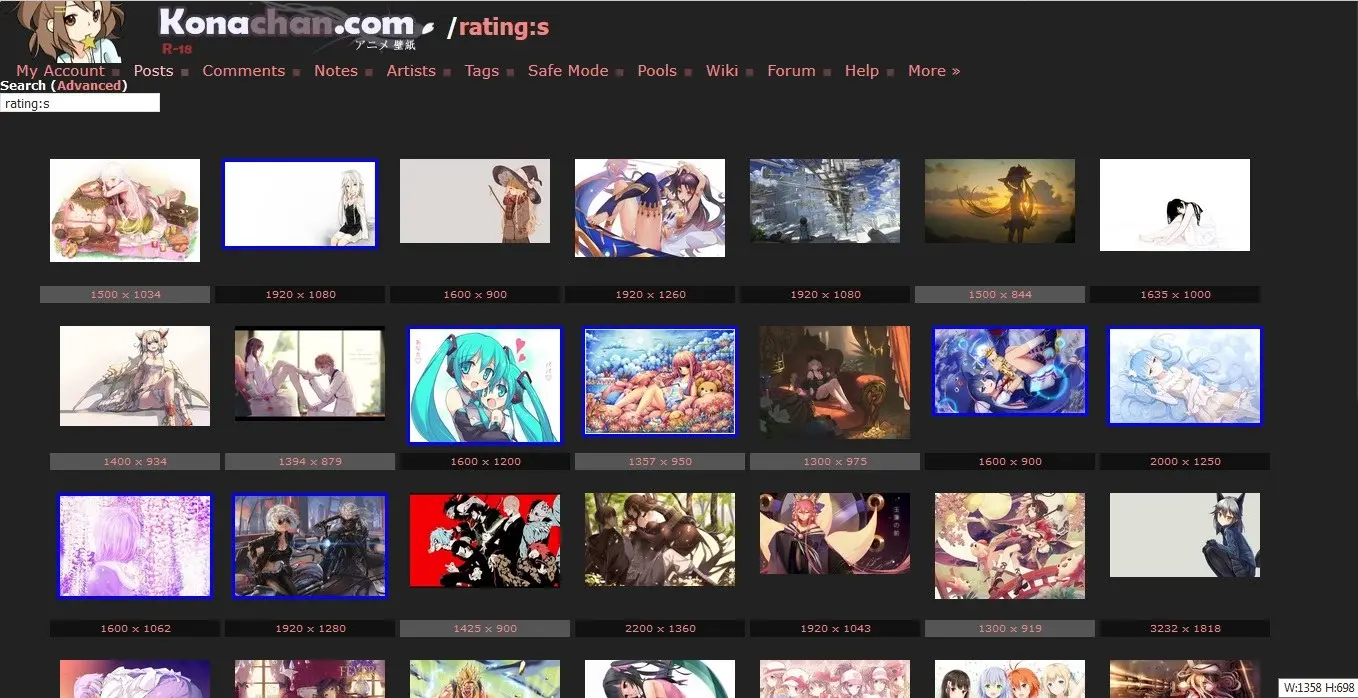 Konachan.com
R-18
アニメ 壁紙
/rating:s
My Account Posts Comments Notes Artists Tags Safe Mode Pools Wiki Forum Help More »
Search (Advanced)
rating:s
1500 x 1034
1920 x 1080
1600 x 900
1920 x 1260
1920 x 1080
1500 x 844
1635 x 1000
1400 x 934
1394 x 879
1600 x 1200
1357 x 950
1300 x 975
1600 x 900
2000 x 1250
1600 x 1062
1920 x 1280
1425 x 900
2200 x 1360
1920 x 1043
1300 x 919
3232 x 1818
W:1358 H:698